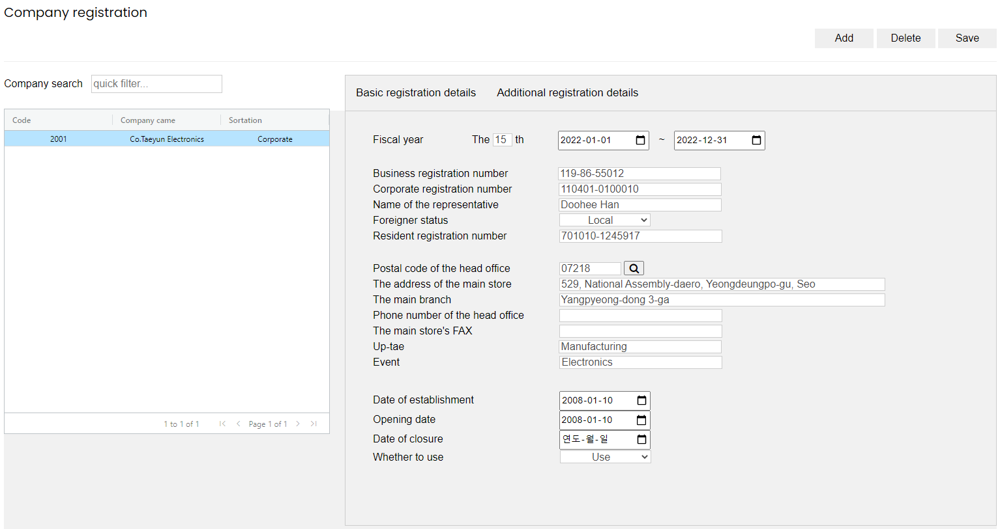 Company registration
Add Delete Save
Company search quick filter...
Basic registration details Additional registration details
Code Company came Sortation
2001 Co.Taeyun Electronics Corporate
1 to 1 of 1 Page 1 of 1
Fiscal year The 15 th 2022-01-01 ~ 2022-12-31
Business registration number 119-86-55012
Corporate registration number 110401-0100010
Name of the representative Doohee Han
Foreigner status Local
Resident registration number 701010-1245917
Postal code of the head office 07218
The address of the main store 529, National Assembly-daero, Yeongdeungpo-gu, Seo
The main branch Yangpyeong-dong 3-ga
Phone number of the head office
The main store's FAX
Up-tae Manufacturing
Event Electronics
Date of establishment 2008-01-10
Opening date 2008-01-10
Date of closure 연도-월-일
Whether to use Use